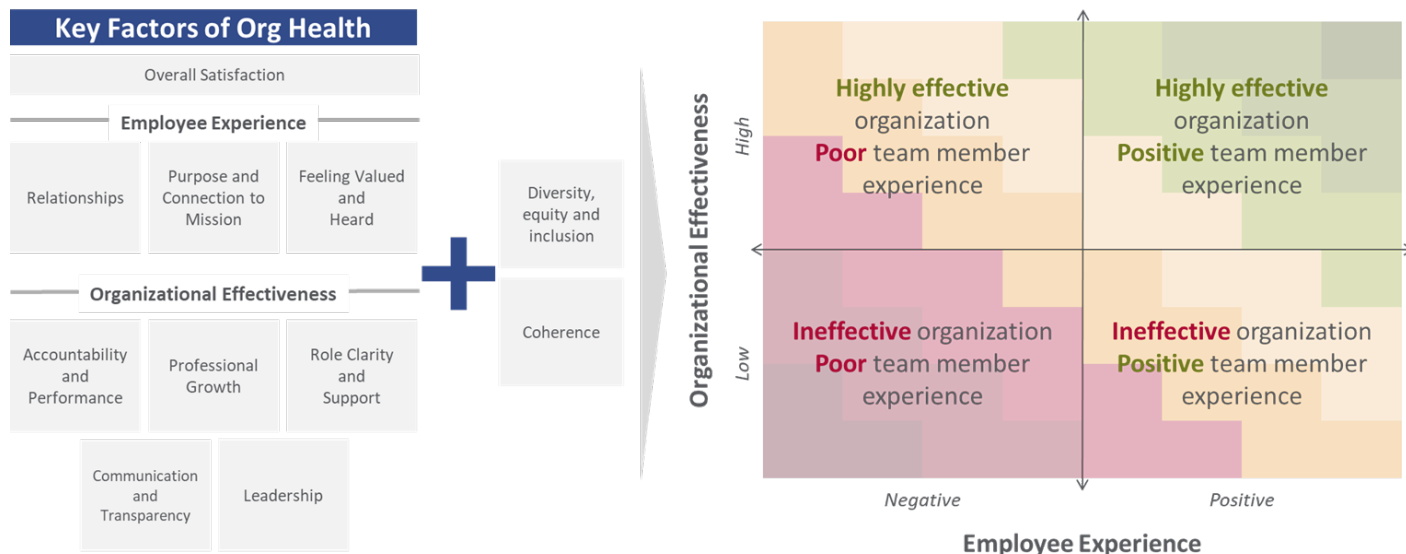 Key Factors of Org Health
Overall Satisfaction
Employee Experience
Relationships
Purpose and
Connection to
Mission
Feeling Valued
and
Heard
Organizational Effectiveness
Accountability
and
Performance
Professional
Growth
Role Clarity
and
Support
Communication
and
Transparency
Leadership
Diversity,
equity and
inclusion
Coherence
Organizational Effectiveness
High
Low
Highly effective
organization
Poor team member
experience
Highly effective
organization
Positive team member
experience
Ineffective organization
Poor team member
experience
Ineffective organization
Positive team member
experience
Negative
Positive
Employee Experience